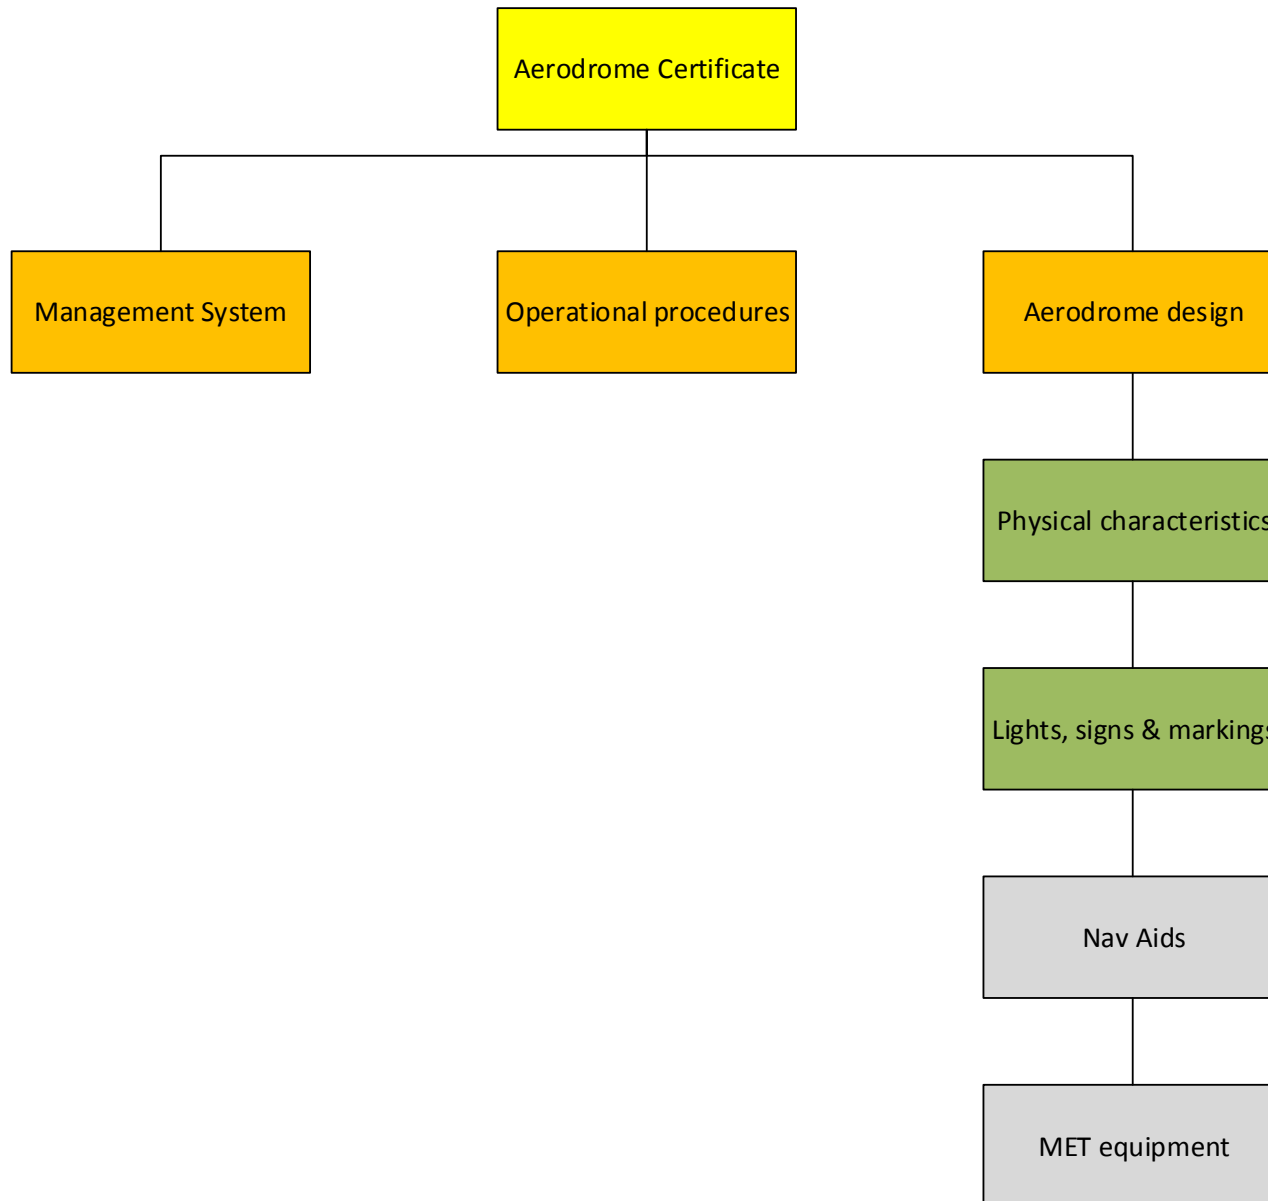 Aerodrome Certificate
Management System
Operational procedures
Aerodrome design
Physical characteristics
Lights, signs & markings
Nav Aids
MET equipment